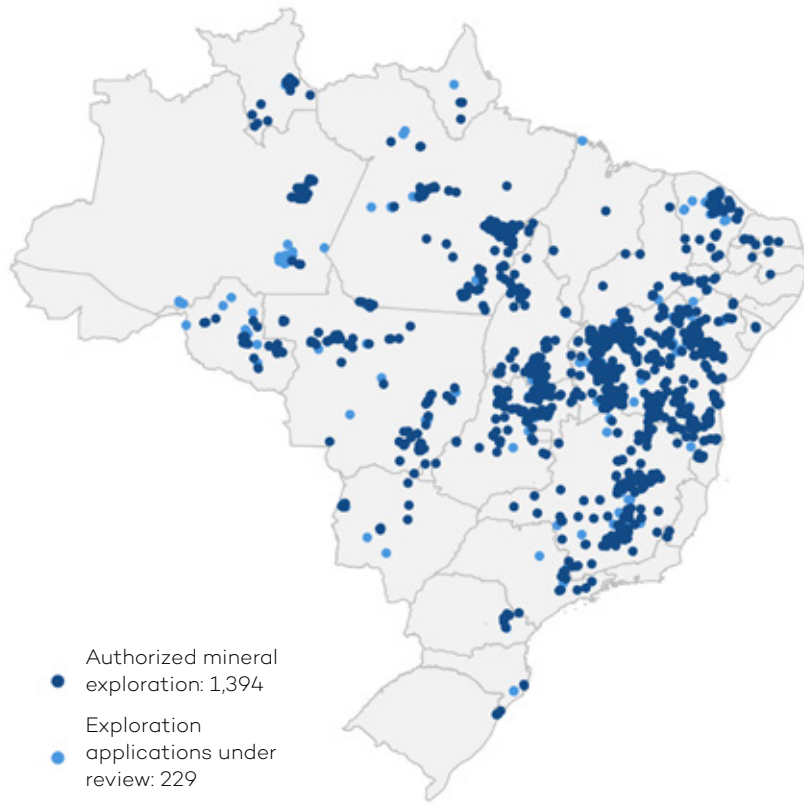 Authorized mineral
exploration: 1,394
Exploration
applications under
review: 229